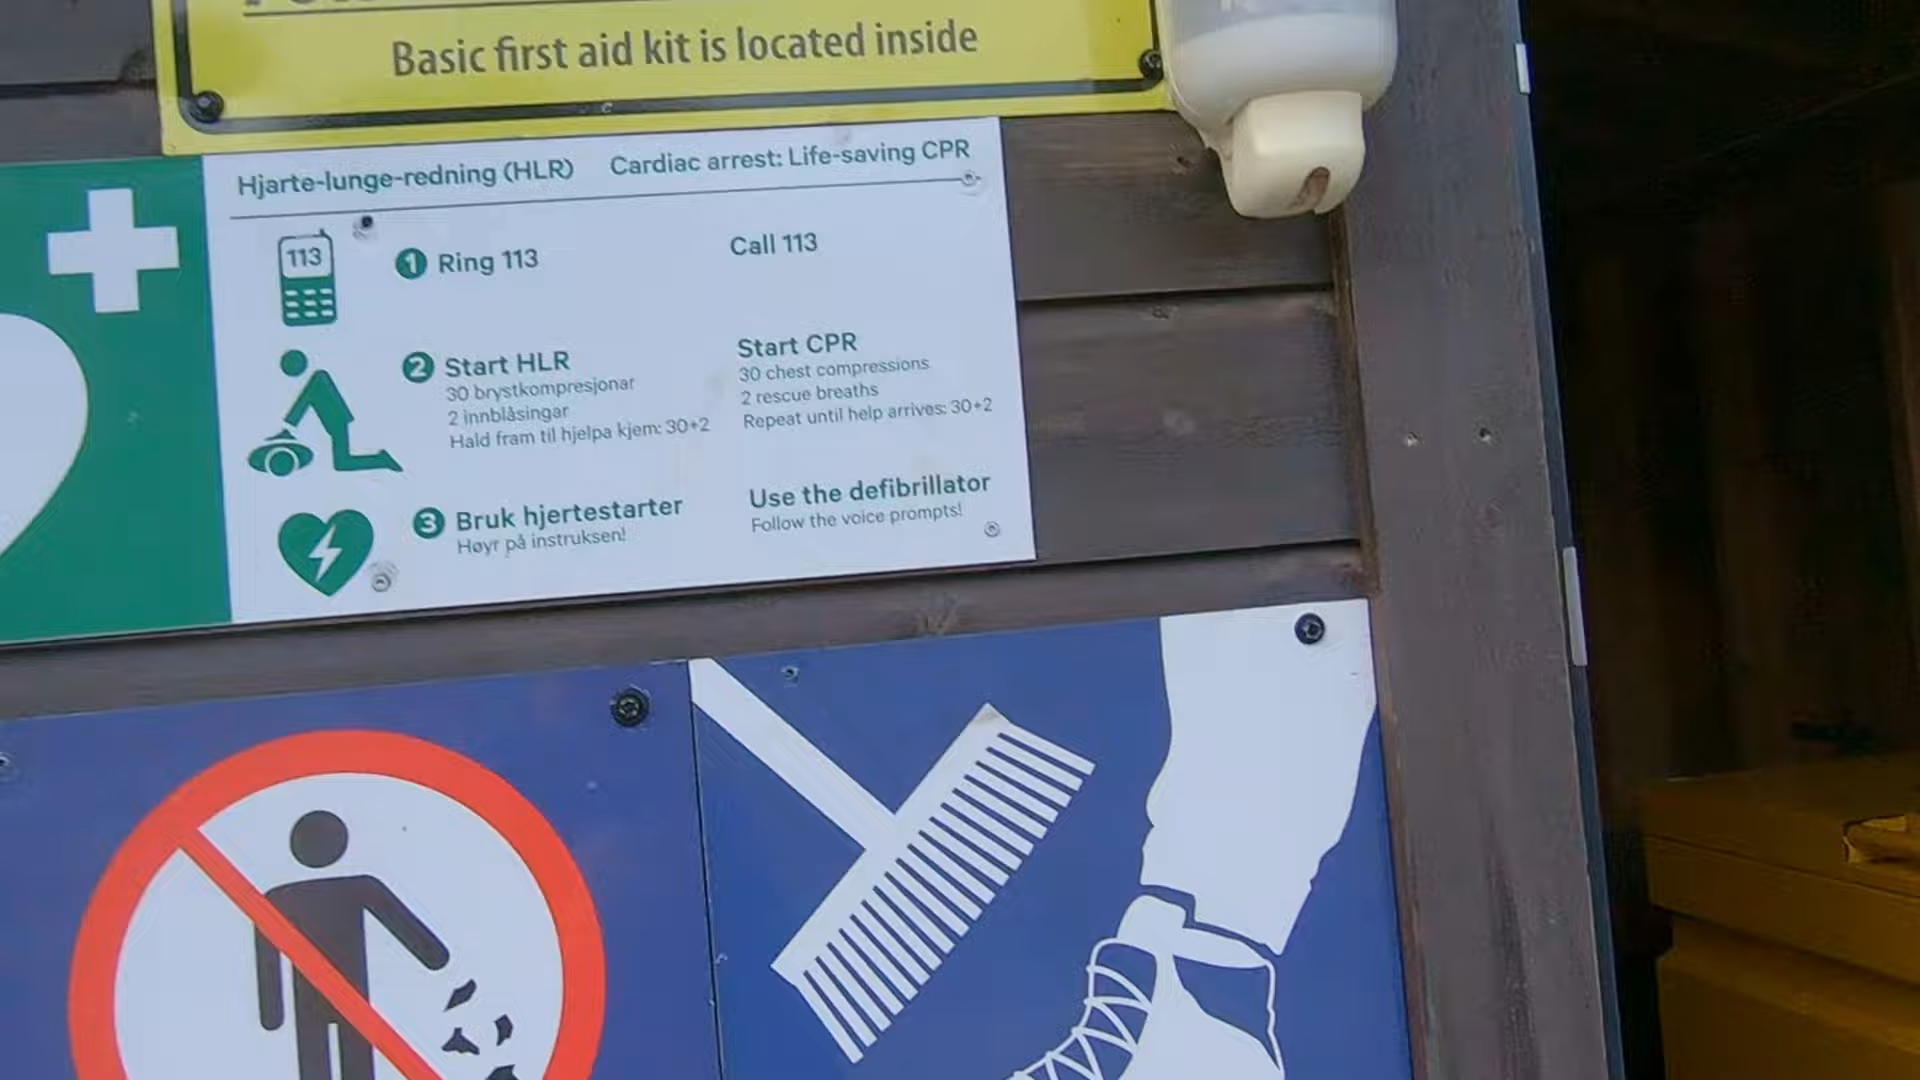 Basic first aid kit is located inside
Hjarte-lunge-redning (HLR) Cardiac arrest: Life-saving CPR
113
1 Ring 113
Call 113
2 Start HLR
30 brystkompresjonar
2 innblåsingar
Hald fram til hjelpa kjem: 30+2
Start CPR
30 chest compressions
2 rescue breaths
Repeat until help arrives: 30+2
3 Bruk hjertestarter
Høyr på instruksen!
Use the defibrillator
Follow the voice prompts!